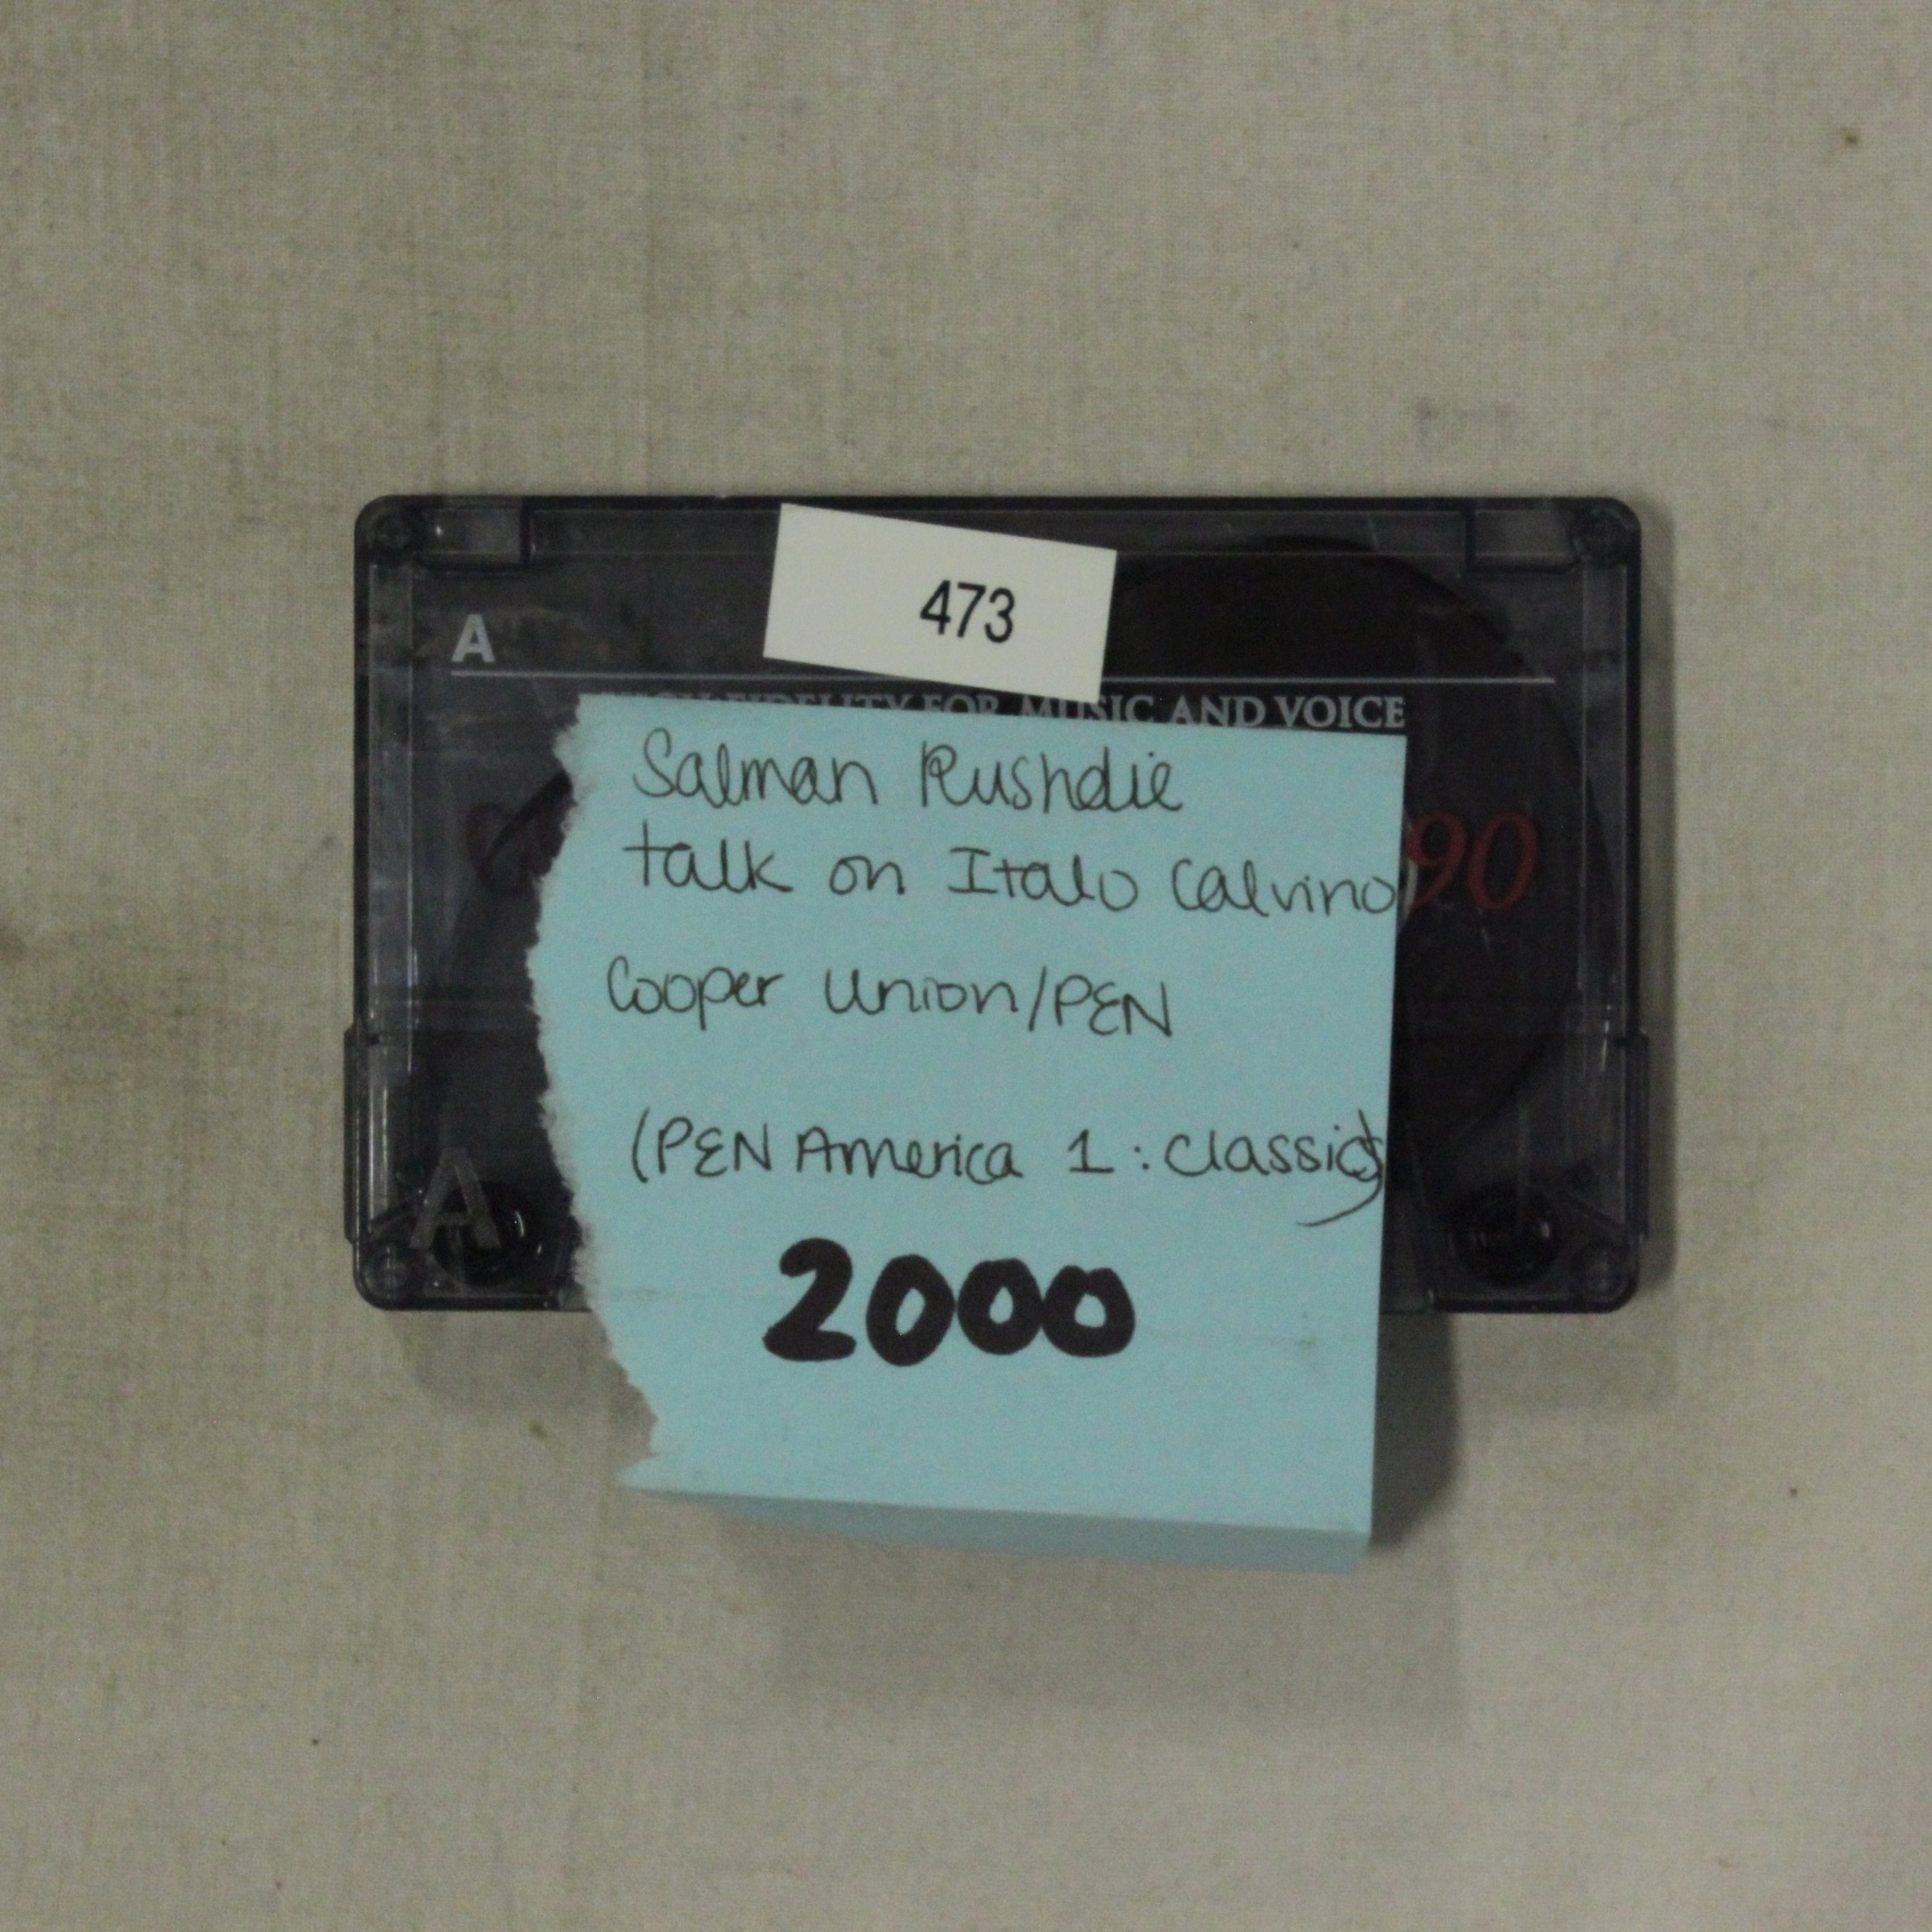 473
A
FIDELITY FOR MUSIC AND VOICE
Salman Rushdie
talk on Italo Calvino
90
Cooper Union/PEN
(PEN America 1: Classics)
A
2000